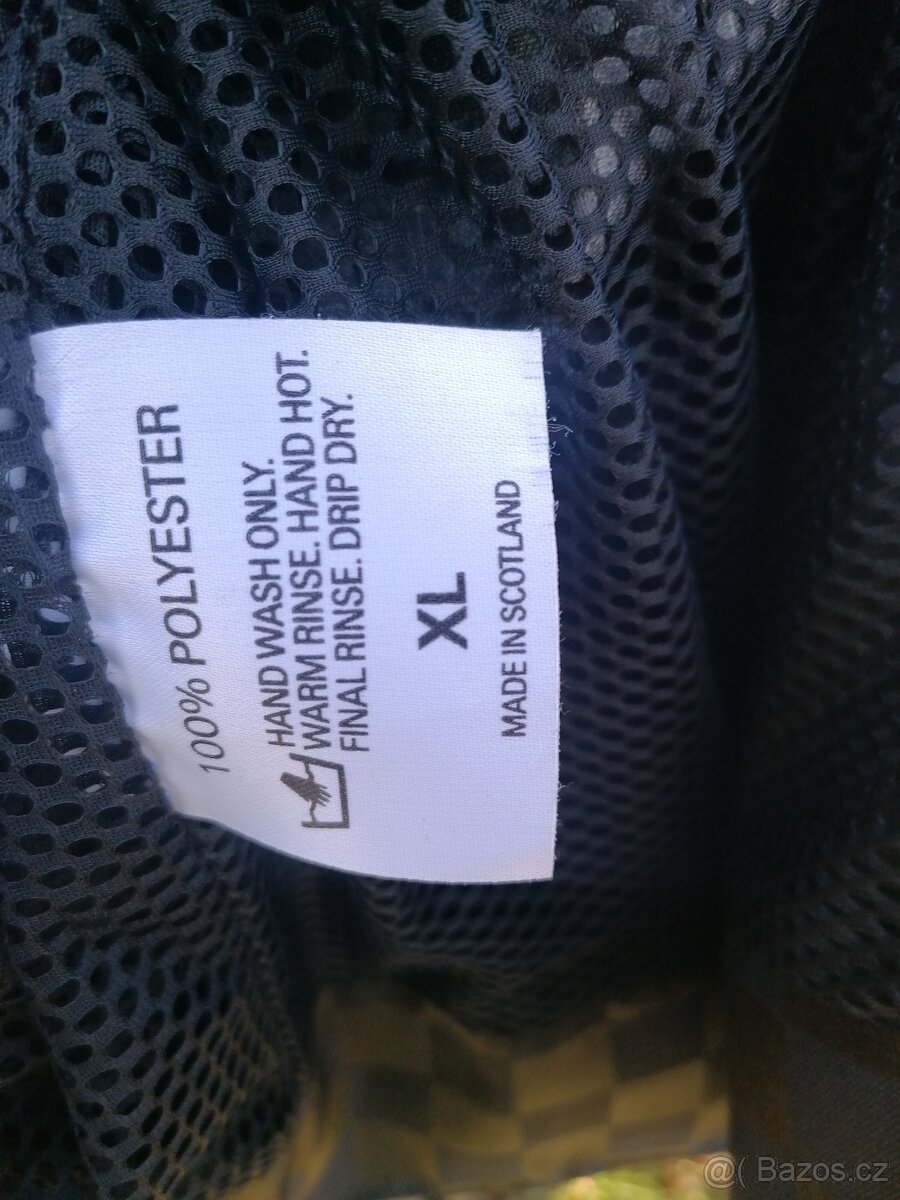 100% POLYESTER
HAND WASH ONLY.
WARM RINSE. HAND HOT.
FINAL RINSE. DRIP DRY.
XL
MADE IN SCOTLAND
@( Bazos.cz